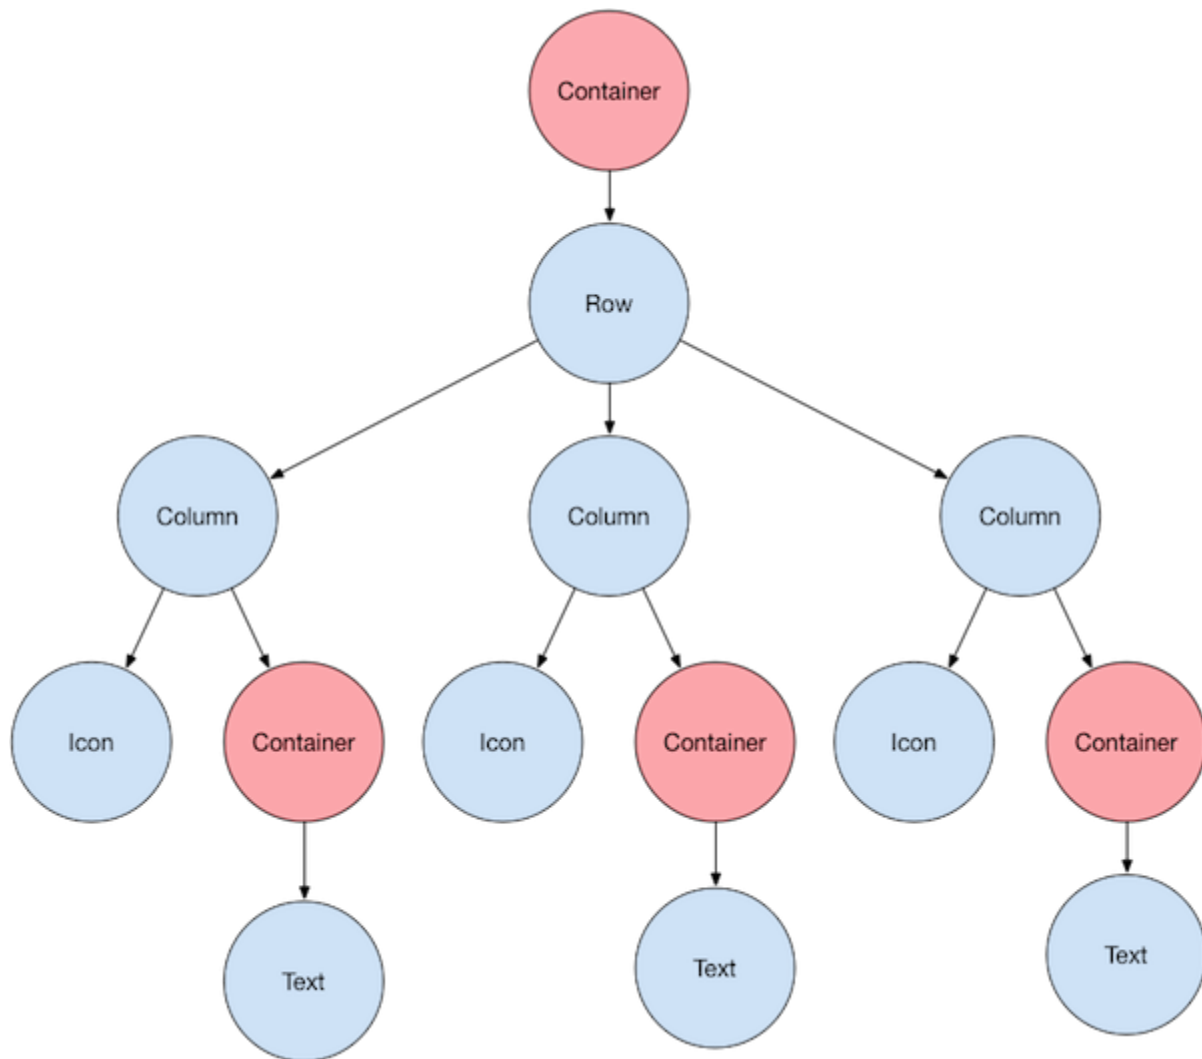 Container
Row
Column
Column
Column
Icon
Container
Icon
Container
Icon
Container
Text
Text
Text